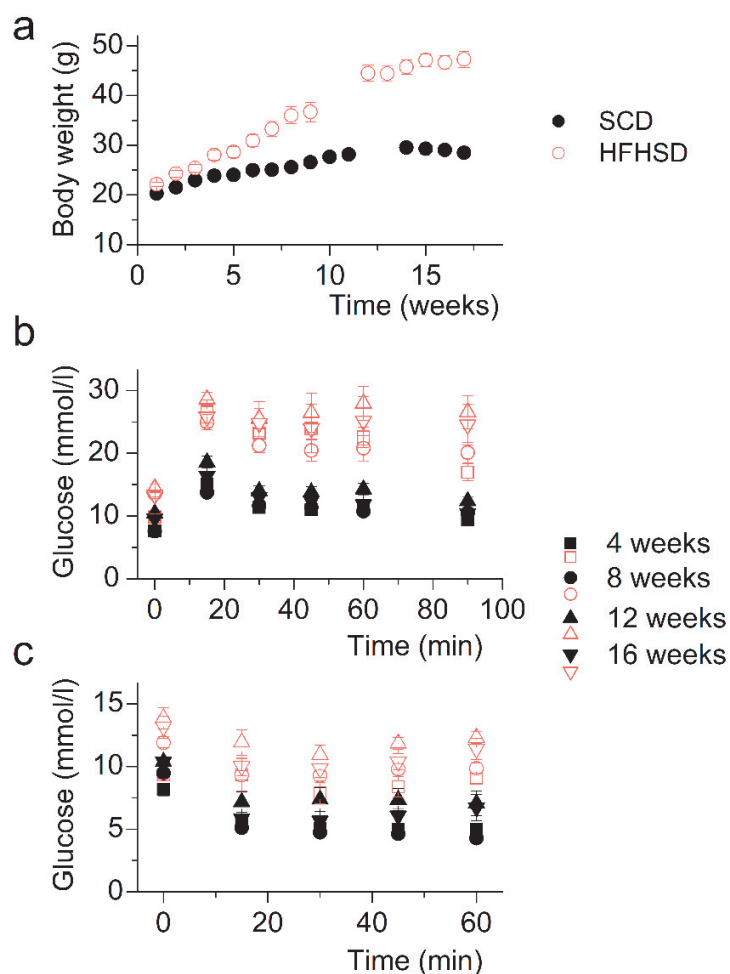 a
Body weight (g)
50
40
30
20
10
0
5
10
15
Time (weeks)
SCD
HFHSD
b
Glucose (mmol/l)
30
20
10
0
0
20
40
60
80
100
Time (min)
4 weeks
8 weeks
12 weeks
16 weeks
c
Glucose (mmol/l)
15
10
5
0
0
20
40
60
Time (min)